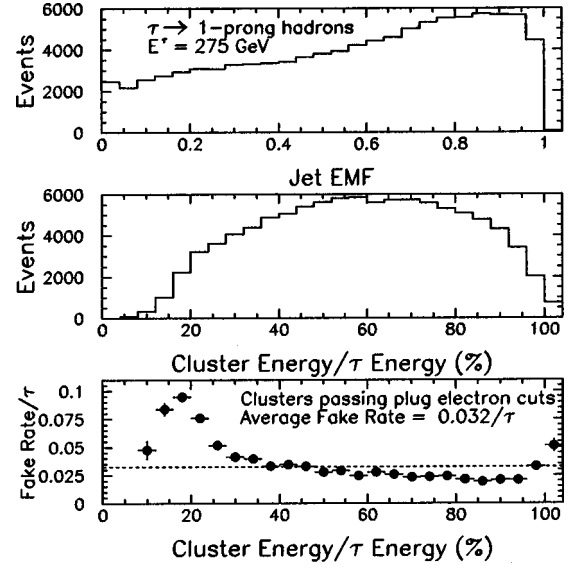 6000
4000
2000
0
Events
τ → 1-prong hadrons
E^τ = 275 GeV
0 0.2 0.4 0.6 0.8 1
Jet EMF
6000
4000
2000
0
Events
0 20 40 60 80 100
Cluster Energy/τ Energy (%)
0.1
0.075
0.05
0.025
0
Fake Rate/τ
Clusters passing plug electron cuts
Average Fake Rate = 0.032/τ
0 20 40 60 80 100
Cluster Energy/τ Energy (%)